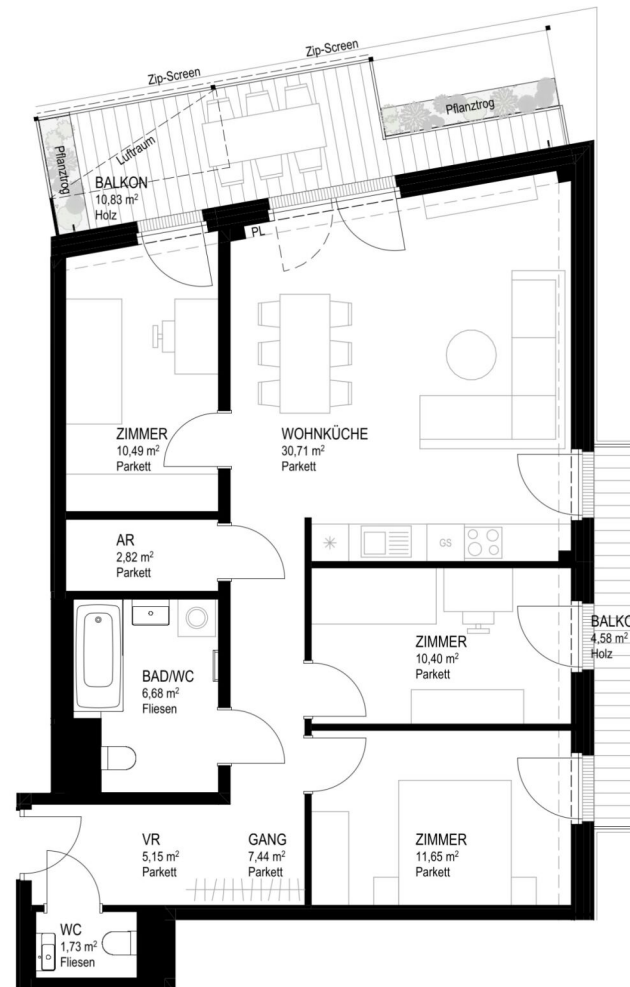 Zip-Screen
Zip-Screen
Pflanztrog
Pflanztrog
Luftraum
BALKON
10,83 m²
Holz
PL
ZIMMER
10,49 m²
Parkett
WOHNKÜCHE
30,71 m²
Parkett
AR
2,82 m²
Parkett
GS
BALKO
4,58 m²
Holz
ZIMMER
10,40 m²
Parkett
BAD/WC
6,68 m²
Fliesen
VR
5,15 m²
Parkett
GANG
7,44 m²
Parkett
ZIMMER
11,65 m²
Parkett
WC
1,73 m²
Fliesen